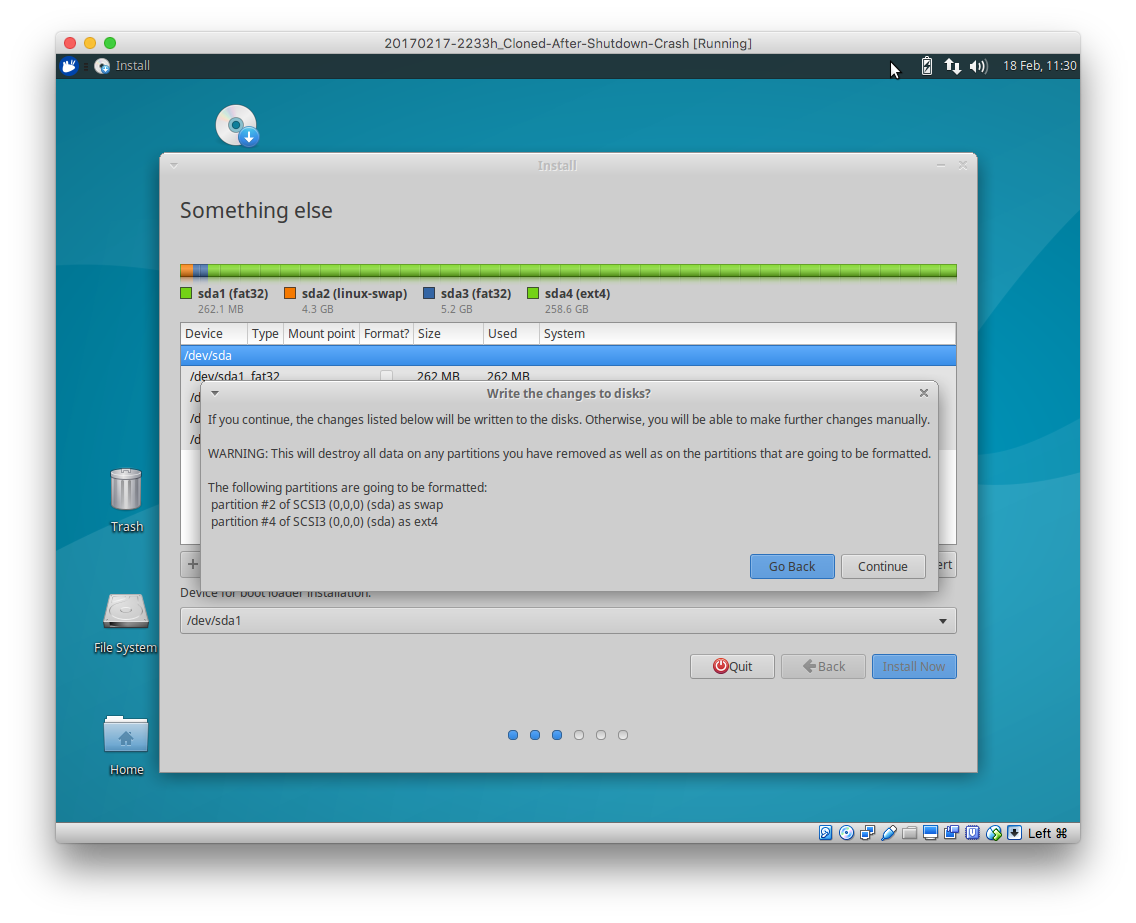 20170217-2233h_Cloned-After-Shutdown-Crash [Running]
Install
18 Feb, 11:30
Install
Something else
sda1 (fat32)
262.1 MB
sda2 (linux-swap)
4.3 GB
sda3 (fat32)
5.2 GB
sda4 (ext4)
258.6 GB
Device Type Mount point Format? Size Used System
/dev/sda
/dev/sda1 fat32 262 MB 262 MB
/d
/d
/d
Write the changes to disks?
If you continue, the changes listed below will be written to the disks. Otherwise, you will be able to make further changes manually.
WARNING: This will destroy all data on any partitions you have removed as well as on the partitions that are going to be formatted.
The following partitions are going to be formatted:
partition #2 of SCSI3 (0,0,0) (sda) as swap
partition #4 of SCSI3 (0,0,0) (sda) as ext4
Go Back
Continue
+
ert
Device for boot loader installation:
/dev/sda1
Quit
Back
Install Now
Trash
File System
Home
Left ⌘